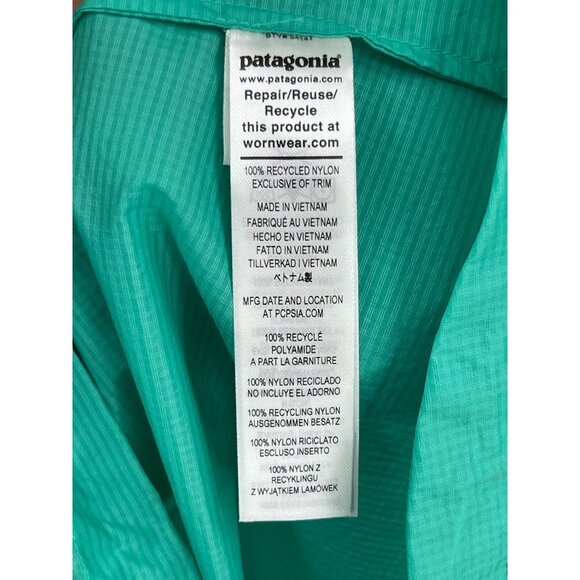 patagonia®
www.patagonia.com
Repair/Reuse/
Recycle
this product at
wornwear.com
100% RECYCLED NYLON
EXCLUSIVE OF TRIM
MADE IN VIETNAM
FABRIQUÉ AU VIETNAM
HECHO EN VIETNAM
FATTO IN VIETNAM
TILLVERKAD I VIETNAM
ベトナム製
MFG DATE AND LOCATION
AT PCPSIA.COM
100% RECYCLÉ
POLYAMIDE
A PART LA GARNITURE
100% NYLON RECICLADO
NO INCLUYE EL ADORNO
100% RECYCLING NYLON
AUSGENOMMEN BESATZ
100% NYLON RICICLATO
ESCLUSO INSERTO
100% NYLON Z
RECYKLINGU
Z WYJĄTKIEM LAMÓWEK